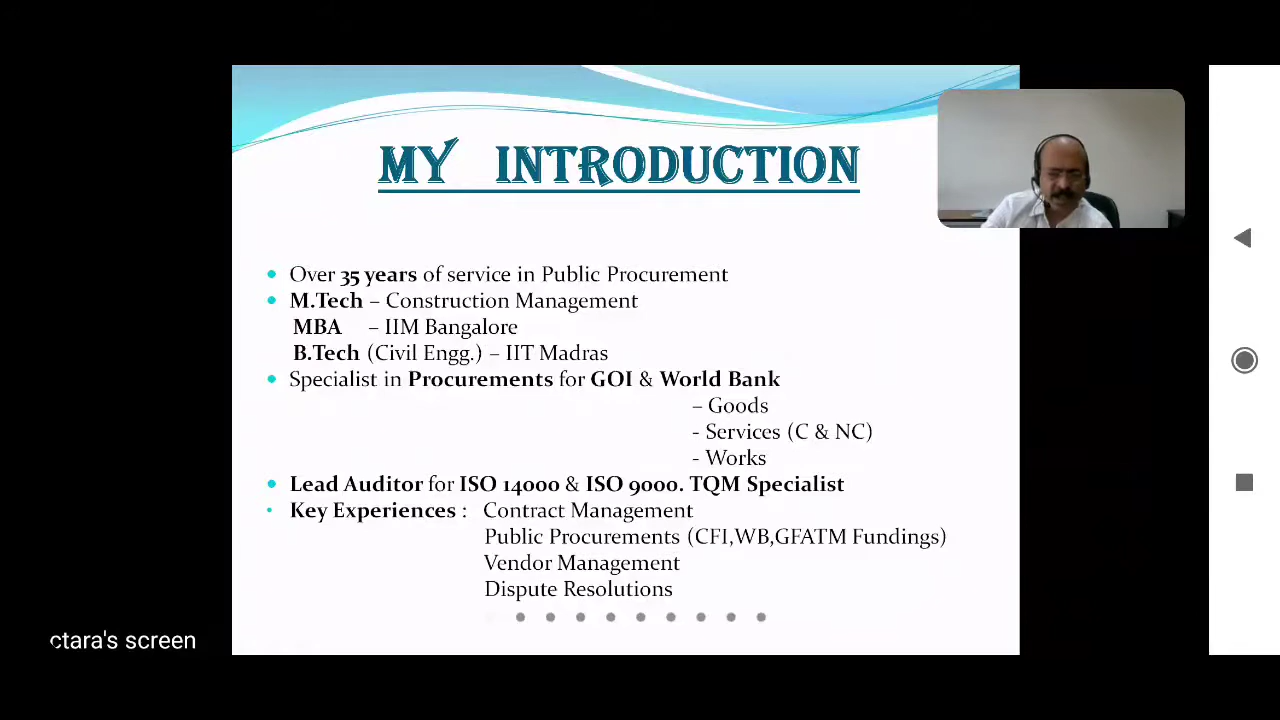 MY INTRODUCTION
Over 35 years of service in Public Procurement
M.Tech – Construction Management
MBA – IIM Bangalore
B.Tech (Civil Engg.) – IIT Madras
Specialist in Procurements for GOI & World Bank
– Goods
- Services (C & NC)
- Works
Lead Auditor for ISO 14000 & ISO 9000. TQM Specialist
Key Experiences : Contract Management
Public Procurements (CFI,WB,GFATM Fundings)
Vendor Management
Dispute Resolutions
ctara's screen